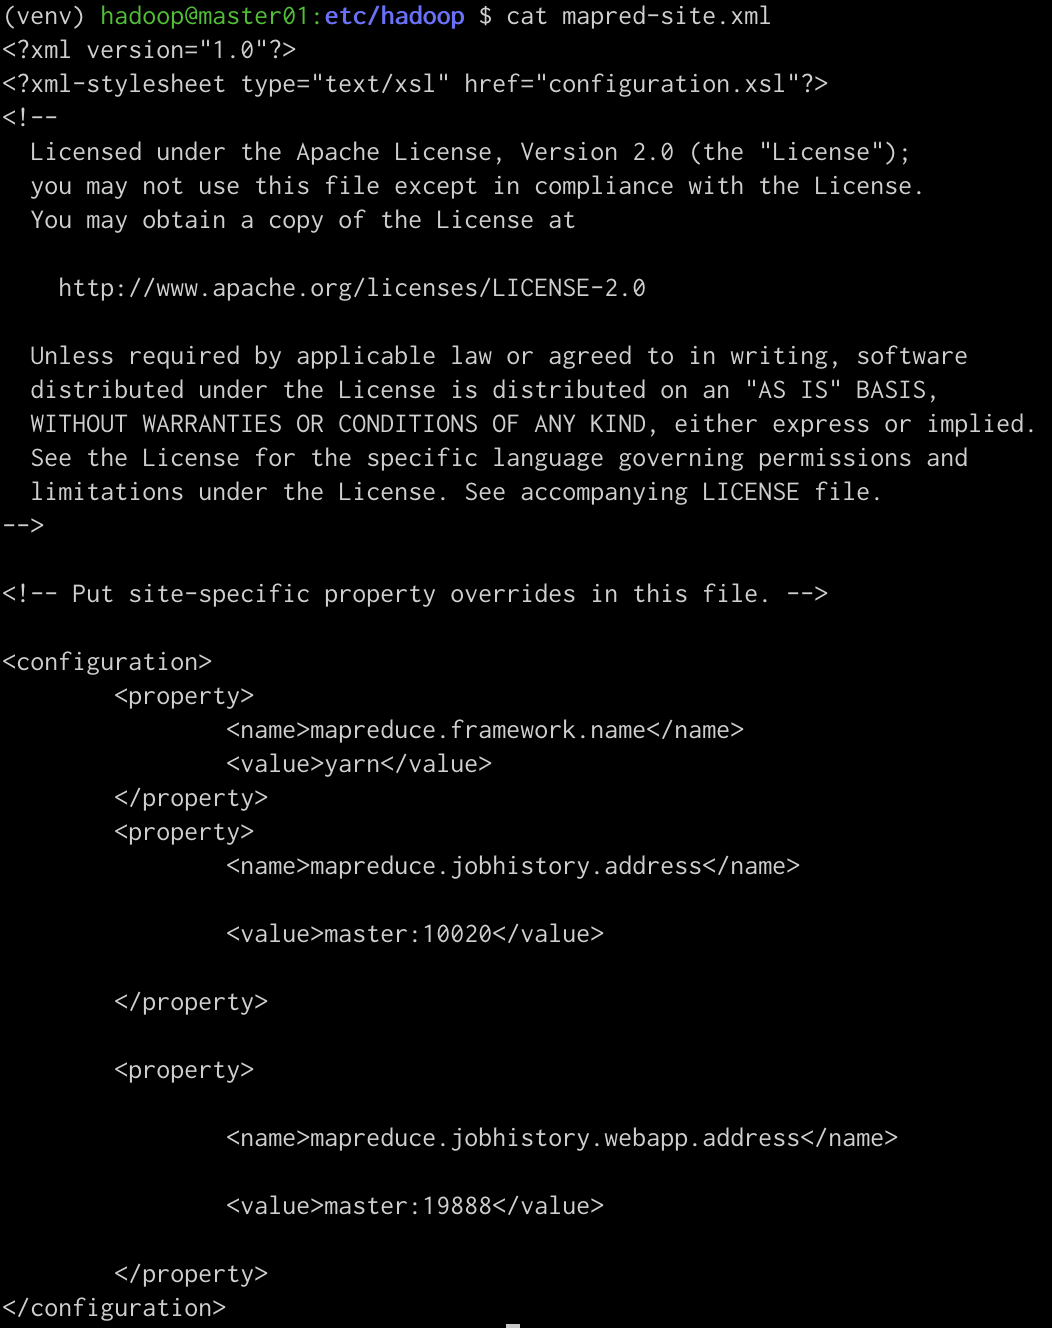 (venv) hadoop@master01:etc/hadoop $ cat mapred-site.xml
<?xml version="1.0"?>
<?xml-stylesheet type="text/xsl" href="configuration.xsl"?>
<!--
  Licensed under the Apache License, Version 2.0 (the "License");
  you may not use this file except in compliance with the License.
  You may obtain a copy of the License at

    http://www.apache.org/licenses/LICENSE-2.0

  Unless required by applicable law or agreed to in writing, software
  distributed under the License is distributed on an "AS IS" BASIS,
  WITHOUT WARRANTIES OR CONDITIONS OF ANY KIND, either express or implied.
  See the License for the specific language governing permissions and
  limitations under the License. See accompanying LICENSE file.
-->

<!-- Put site-specific property overrides in this file. -->

<configuration>
        <property>
                <name>mapreduce.framework.name</name>
                <value>yarn</value>
        </property>
        <property>
                <name>mapreduce.jobhistory.address</name>

                <value>master:10020</value>

        </property>

        <property>

                <name>mapreduce.jobhistory.webapp.address</name>

                <value>master:19888</value>

        </property>
</configuration>